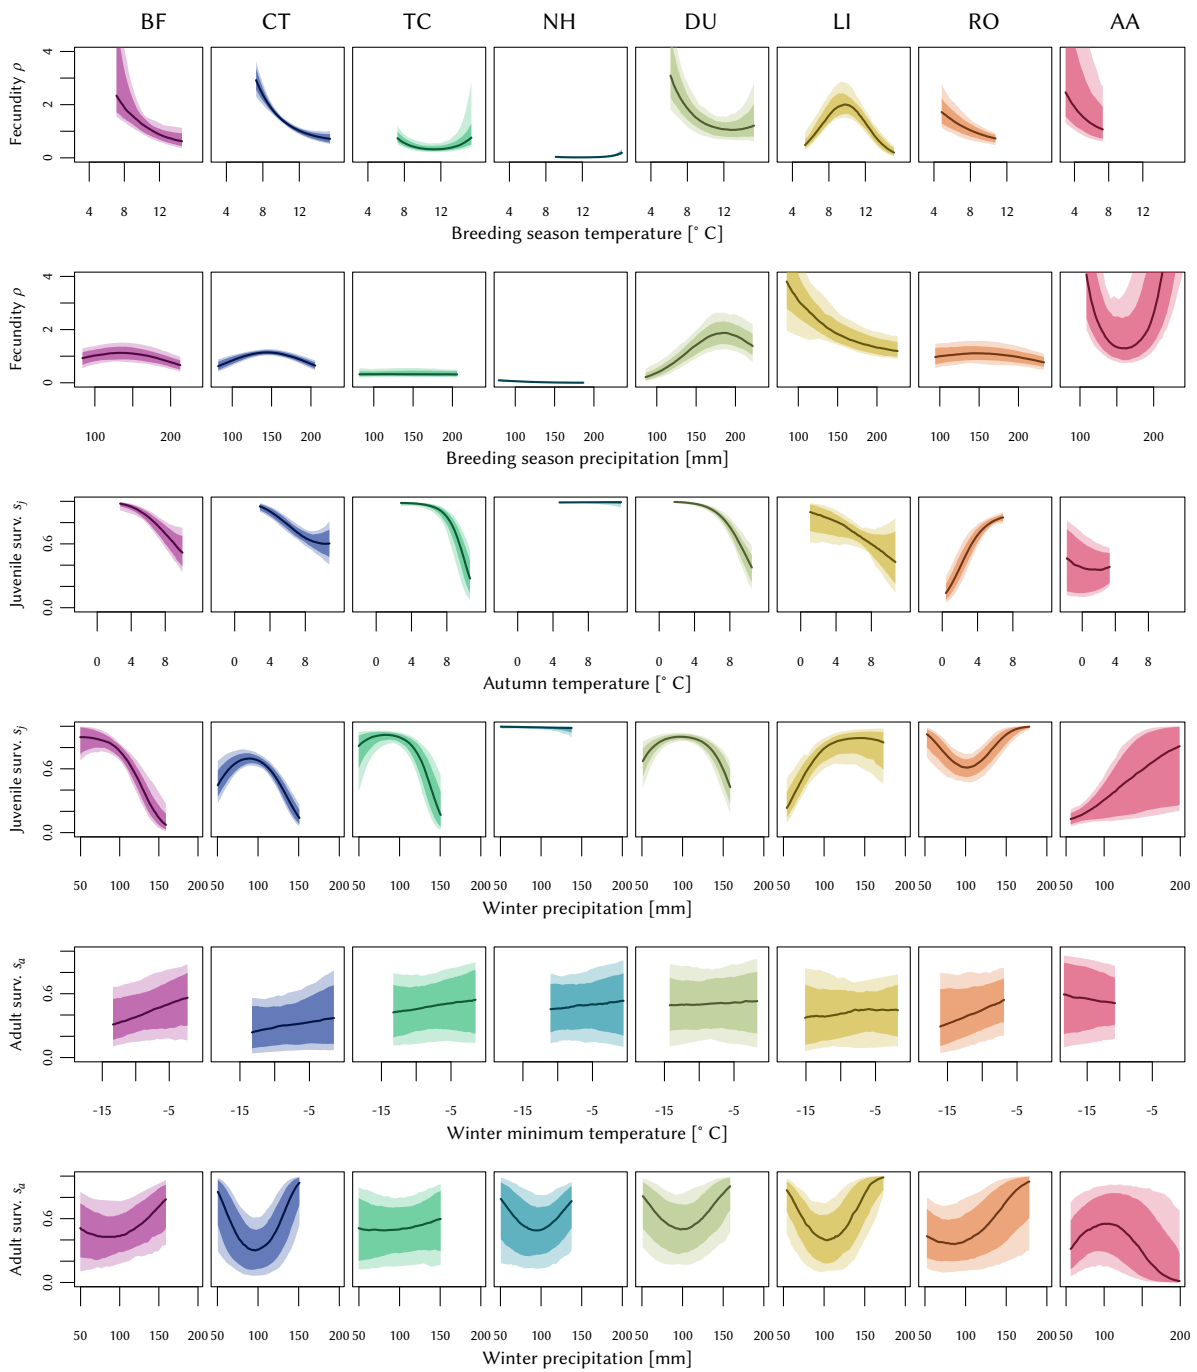 BF CT TC NH DU LI RO AA
Fecundity ρ
0 2 4
4 8 12 4 8 12 4 8 12 4 8 12 4 8 12 4 8 12 4 8 12 4 8 12
Breeding season temperature [° C]
Fecundity ρ
0 2 4
100 200 100 150 200 100 150 200 100 150 200 100 150 200 100 150 200 100 150 200 100 200
Breeding season precipitation [mm]
Juvenile surv. sj
0.0 0.6
0 4 8 0 4 8 0 4 8 0 4 8 0 4 8 0 4 8 0 4 8 0 4 8
Autumn temperature [° C]
Juvenile surv. sj
0.0 0.6
50 100 150 200 50 100 150 200 50 100 150 200 50 100 150 200 50 100 150 200 50 100 150 200 50 100 150 200 50 100 200
Winter precipitation [mm]
Adult surv. sa
0.0 0.6
-15 -5 -15 -5 -15 -5 -15 -5 -15 -5 -15 -5 -15 -5 -15 -5
Winter minimum temperature [° C]
Adult surv. sa
0.0 0.6
50 100 150 200 50 100 150 200 50 100 150 200 50 100 150 200 50 100 150 200 50 100 150 200 50 100 150 200 50 100 200
Winter precipitation [mm]